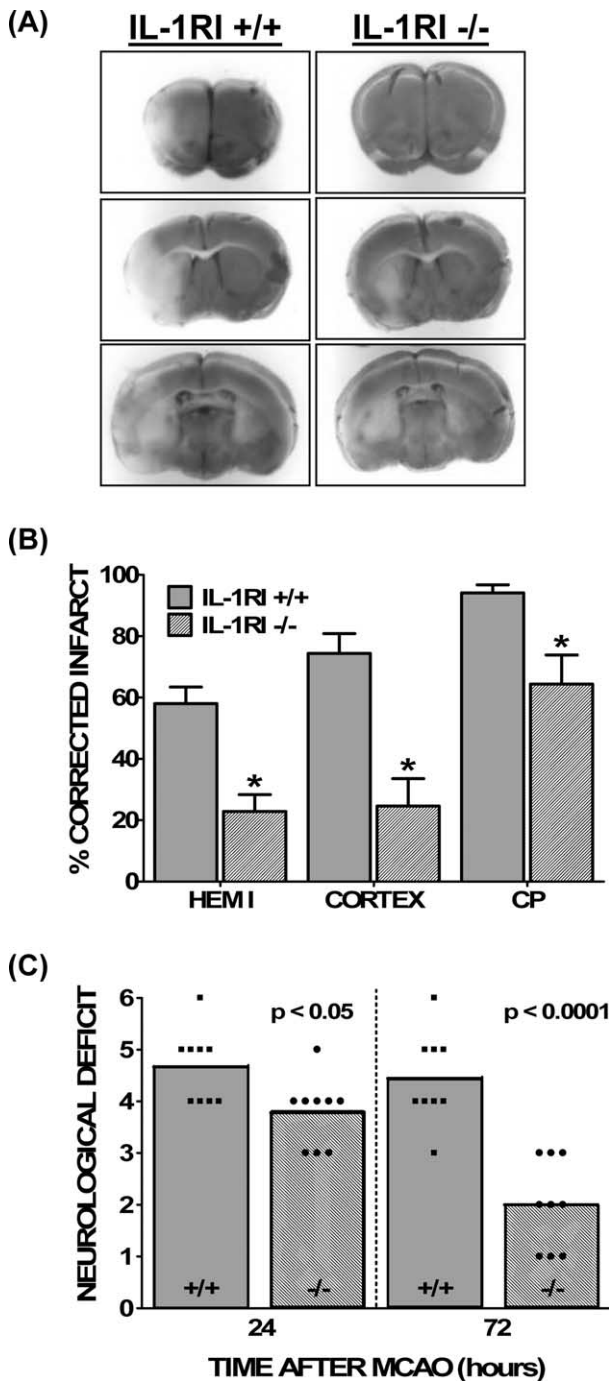 (A)
IL-1RI +/+ IL-1RI -/-
(B)
% CORRECTED INFARCT
100
80
60
40
20
0
IL-1RI +/+
IL-1RI -/-
* * *
HEMI CORTEX CP
(C)
NEUROLOGICAL DEFICIT
6
5
4
3
2
1
0
p < 0.05 p < 0.0001
+/+ -/- +/+ -/-
24 72
TIME AFTER MCAO (hours)